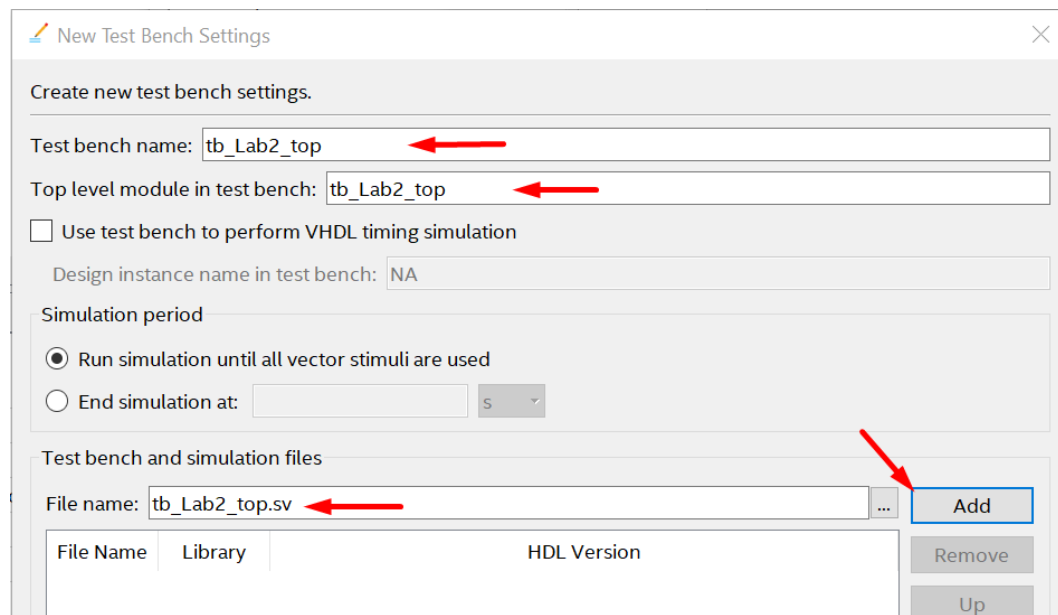 New Test Bench Settings
Create new test bench settings.
Test bench name: tb_Lab2_top
Top level module in test bench: tb_Lab2_top
Use test bench to perform VHDL timing simulation
Design instance name in test bench: NA
Simulation period
Run simulation until all vector stimuli are used
End simulation at: s
Test bench and simulation files
File name: tb_Lab2_top.sv ... Add
File Name Library HDL Version
Remove
Up